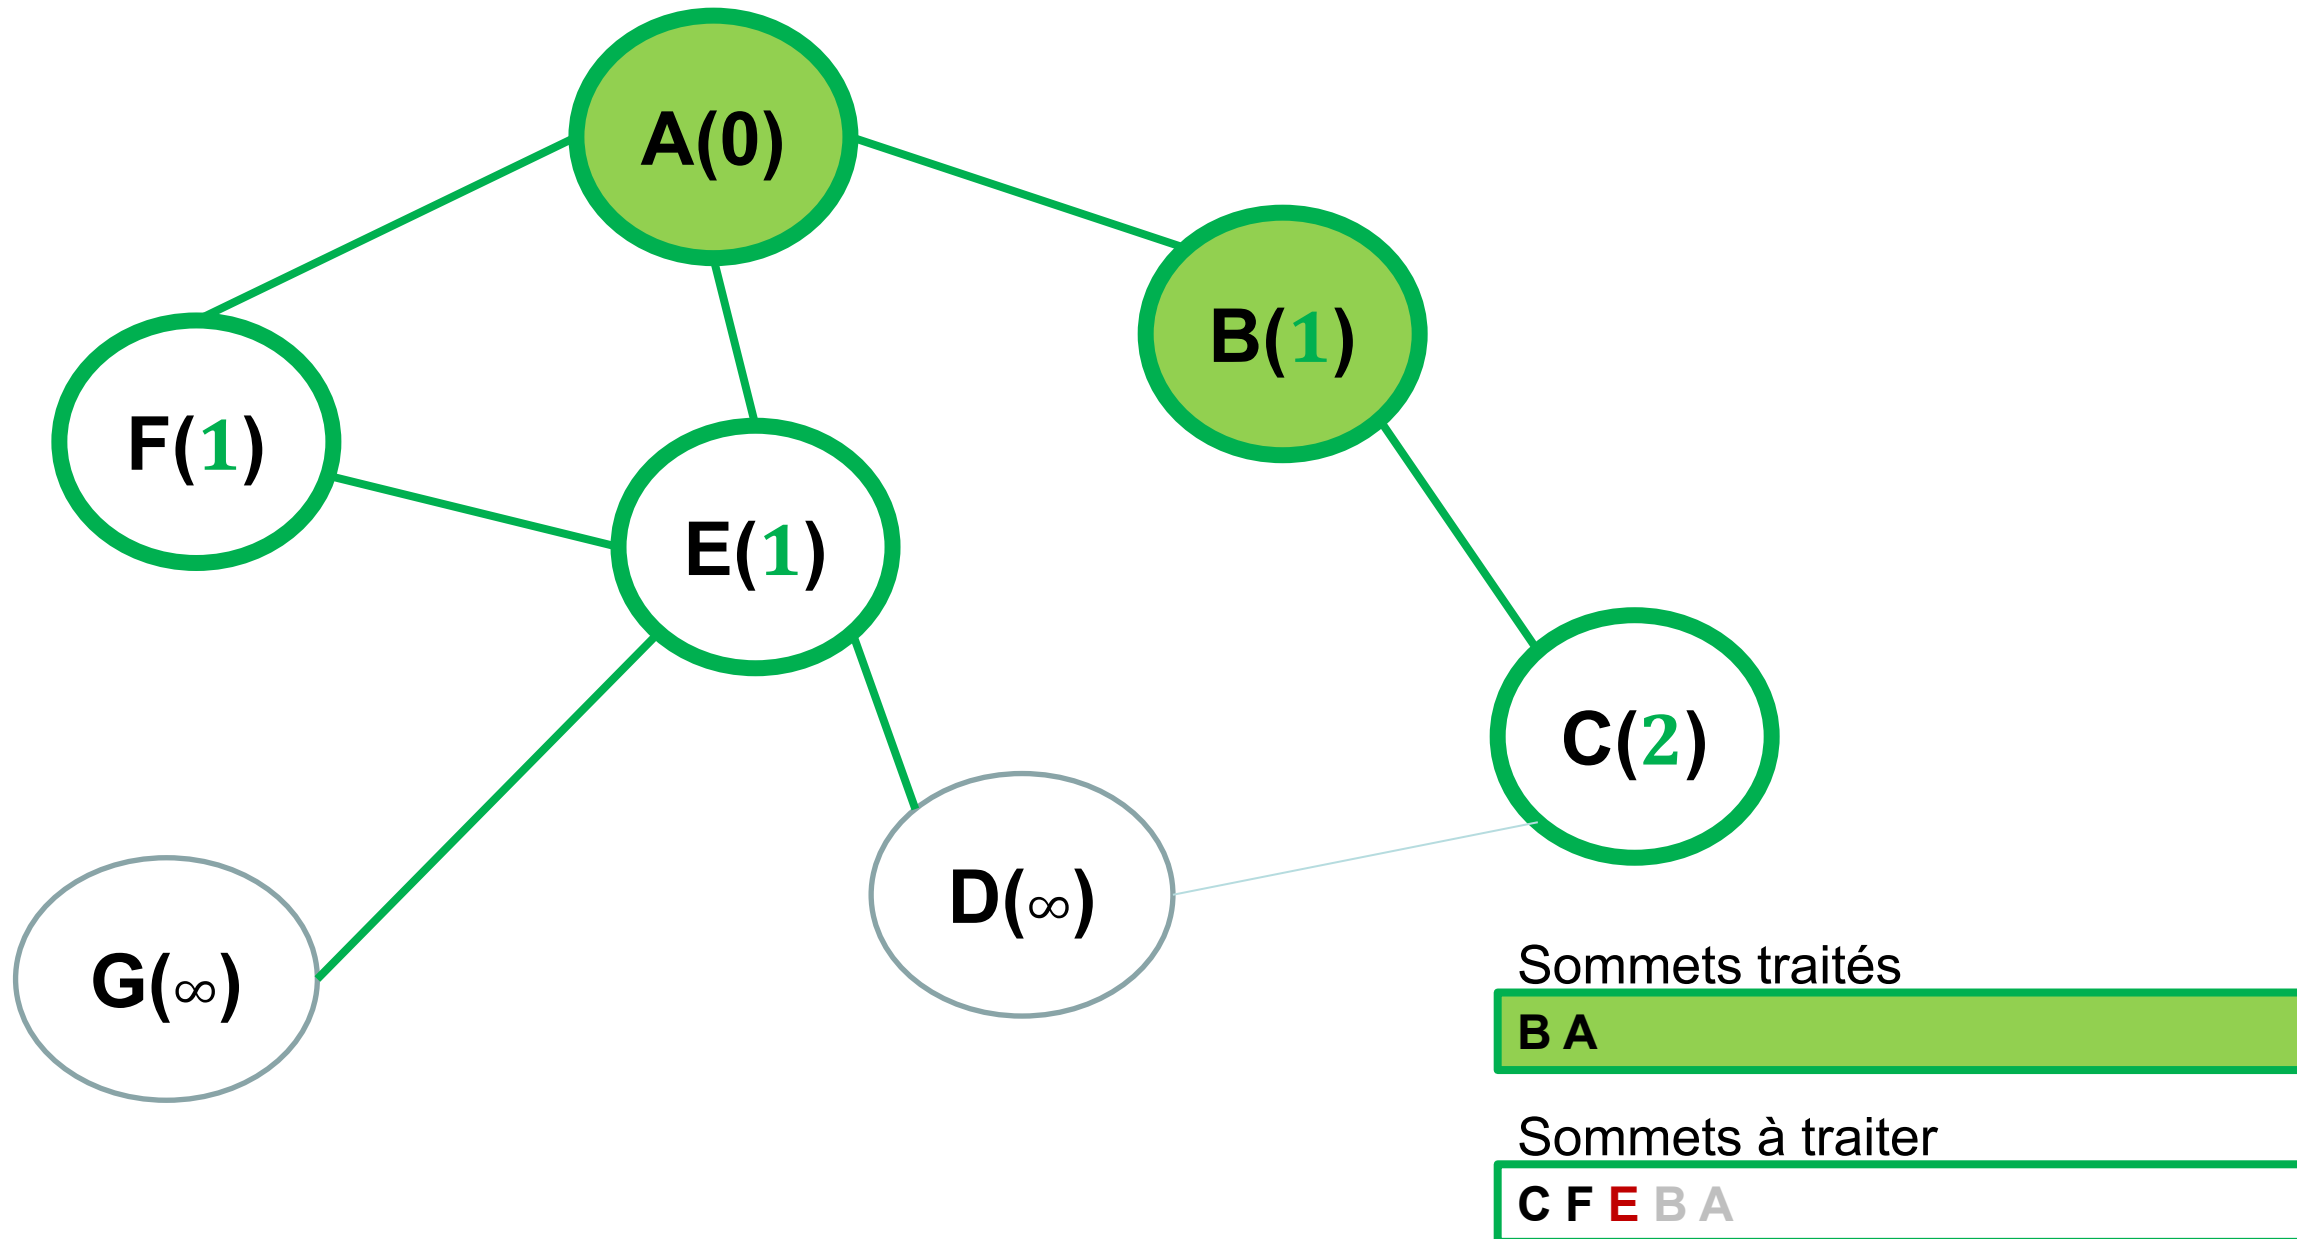 A(0)
B(1)
F(1)
E(1)
C(2)
D(∞)
G(∞)
Sommets traités
B A
Sommets à traiter
C F E B A